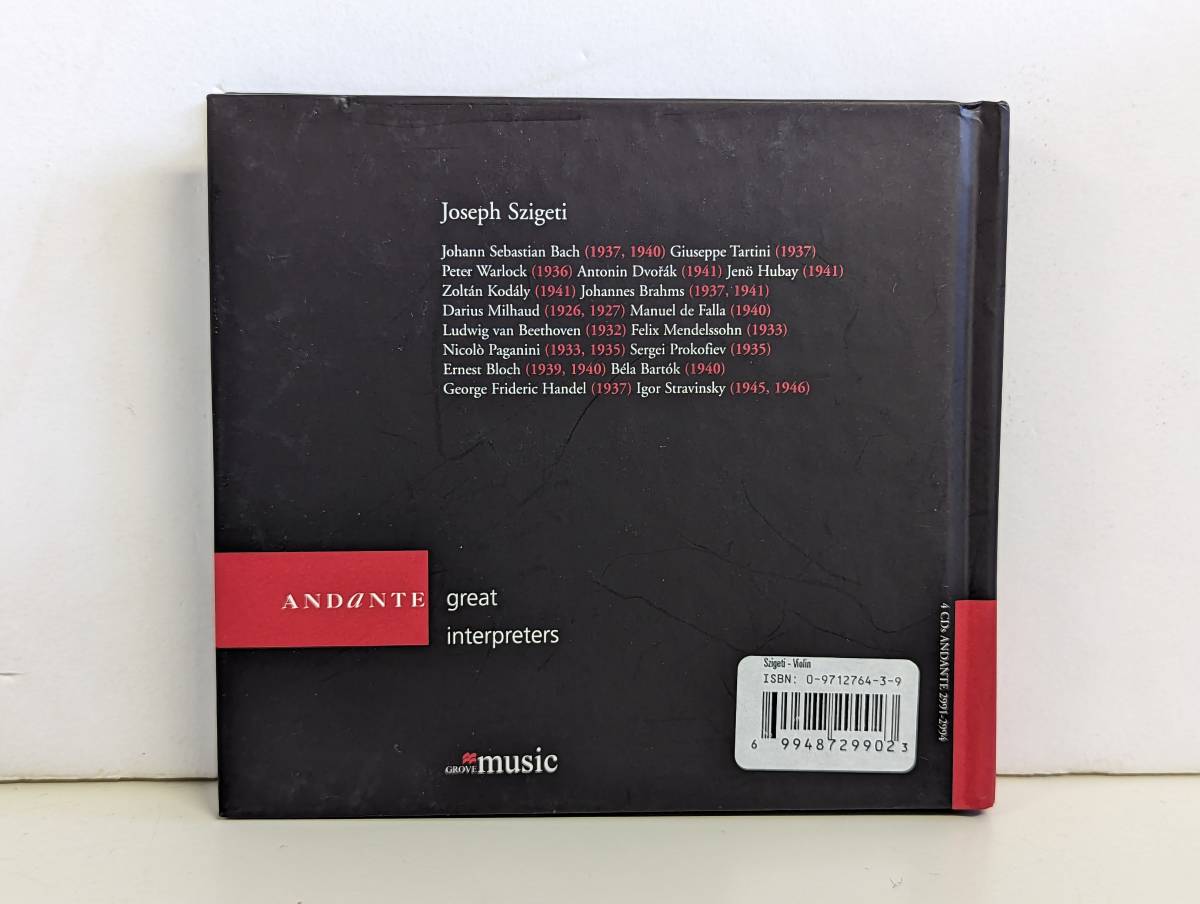 Joseph Szigeti
Johann Sebastian Bach (1937, 1940) Giuseppe Tartini (1937)
Peter Warlock (1936) Antonin Dvořák (1941) Jenö Hubay (1941)
Zoltán Kodály (1941) Johannes Brahms (1937, 1941)
Darius Milhaud (1926, 1927) Manuel de Falla (1940)
Ludwig van Beethoven (1932) Felix Mendelssohn (1933)
Nicolò Paganini (1933, 1935) Sergei Prokofiev (1935)
Ernest Bloch (1939, 1940) Béla Bartók (1940)
George Frideric Handel (1937) Igor Stravinsky (1945, 1946)
ANDaNTE
great
interpreters
GROVEmusic
Szigeti - Violin
ISBN: 0-9712764-3-9
6 99487 29902 3
4 CDs ANDANTE 2991-2994